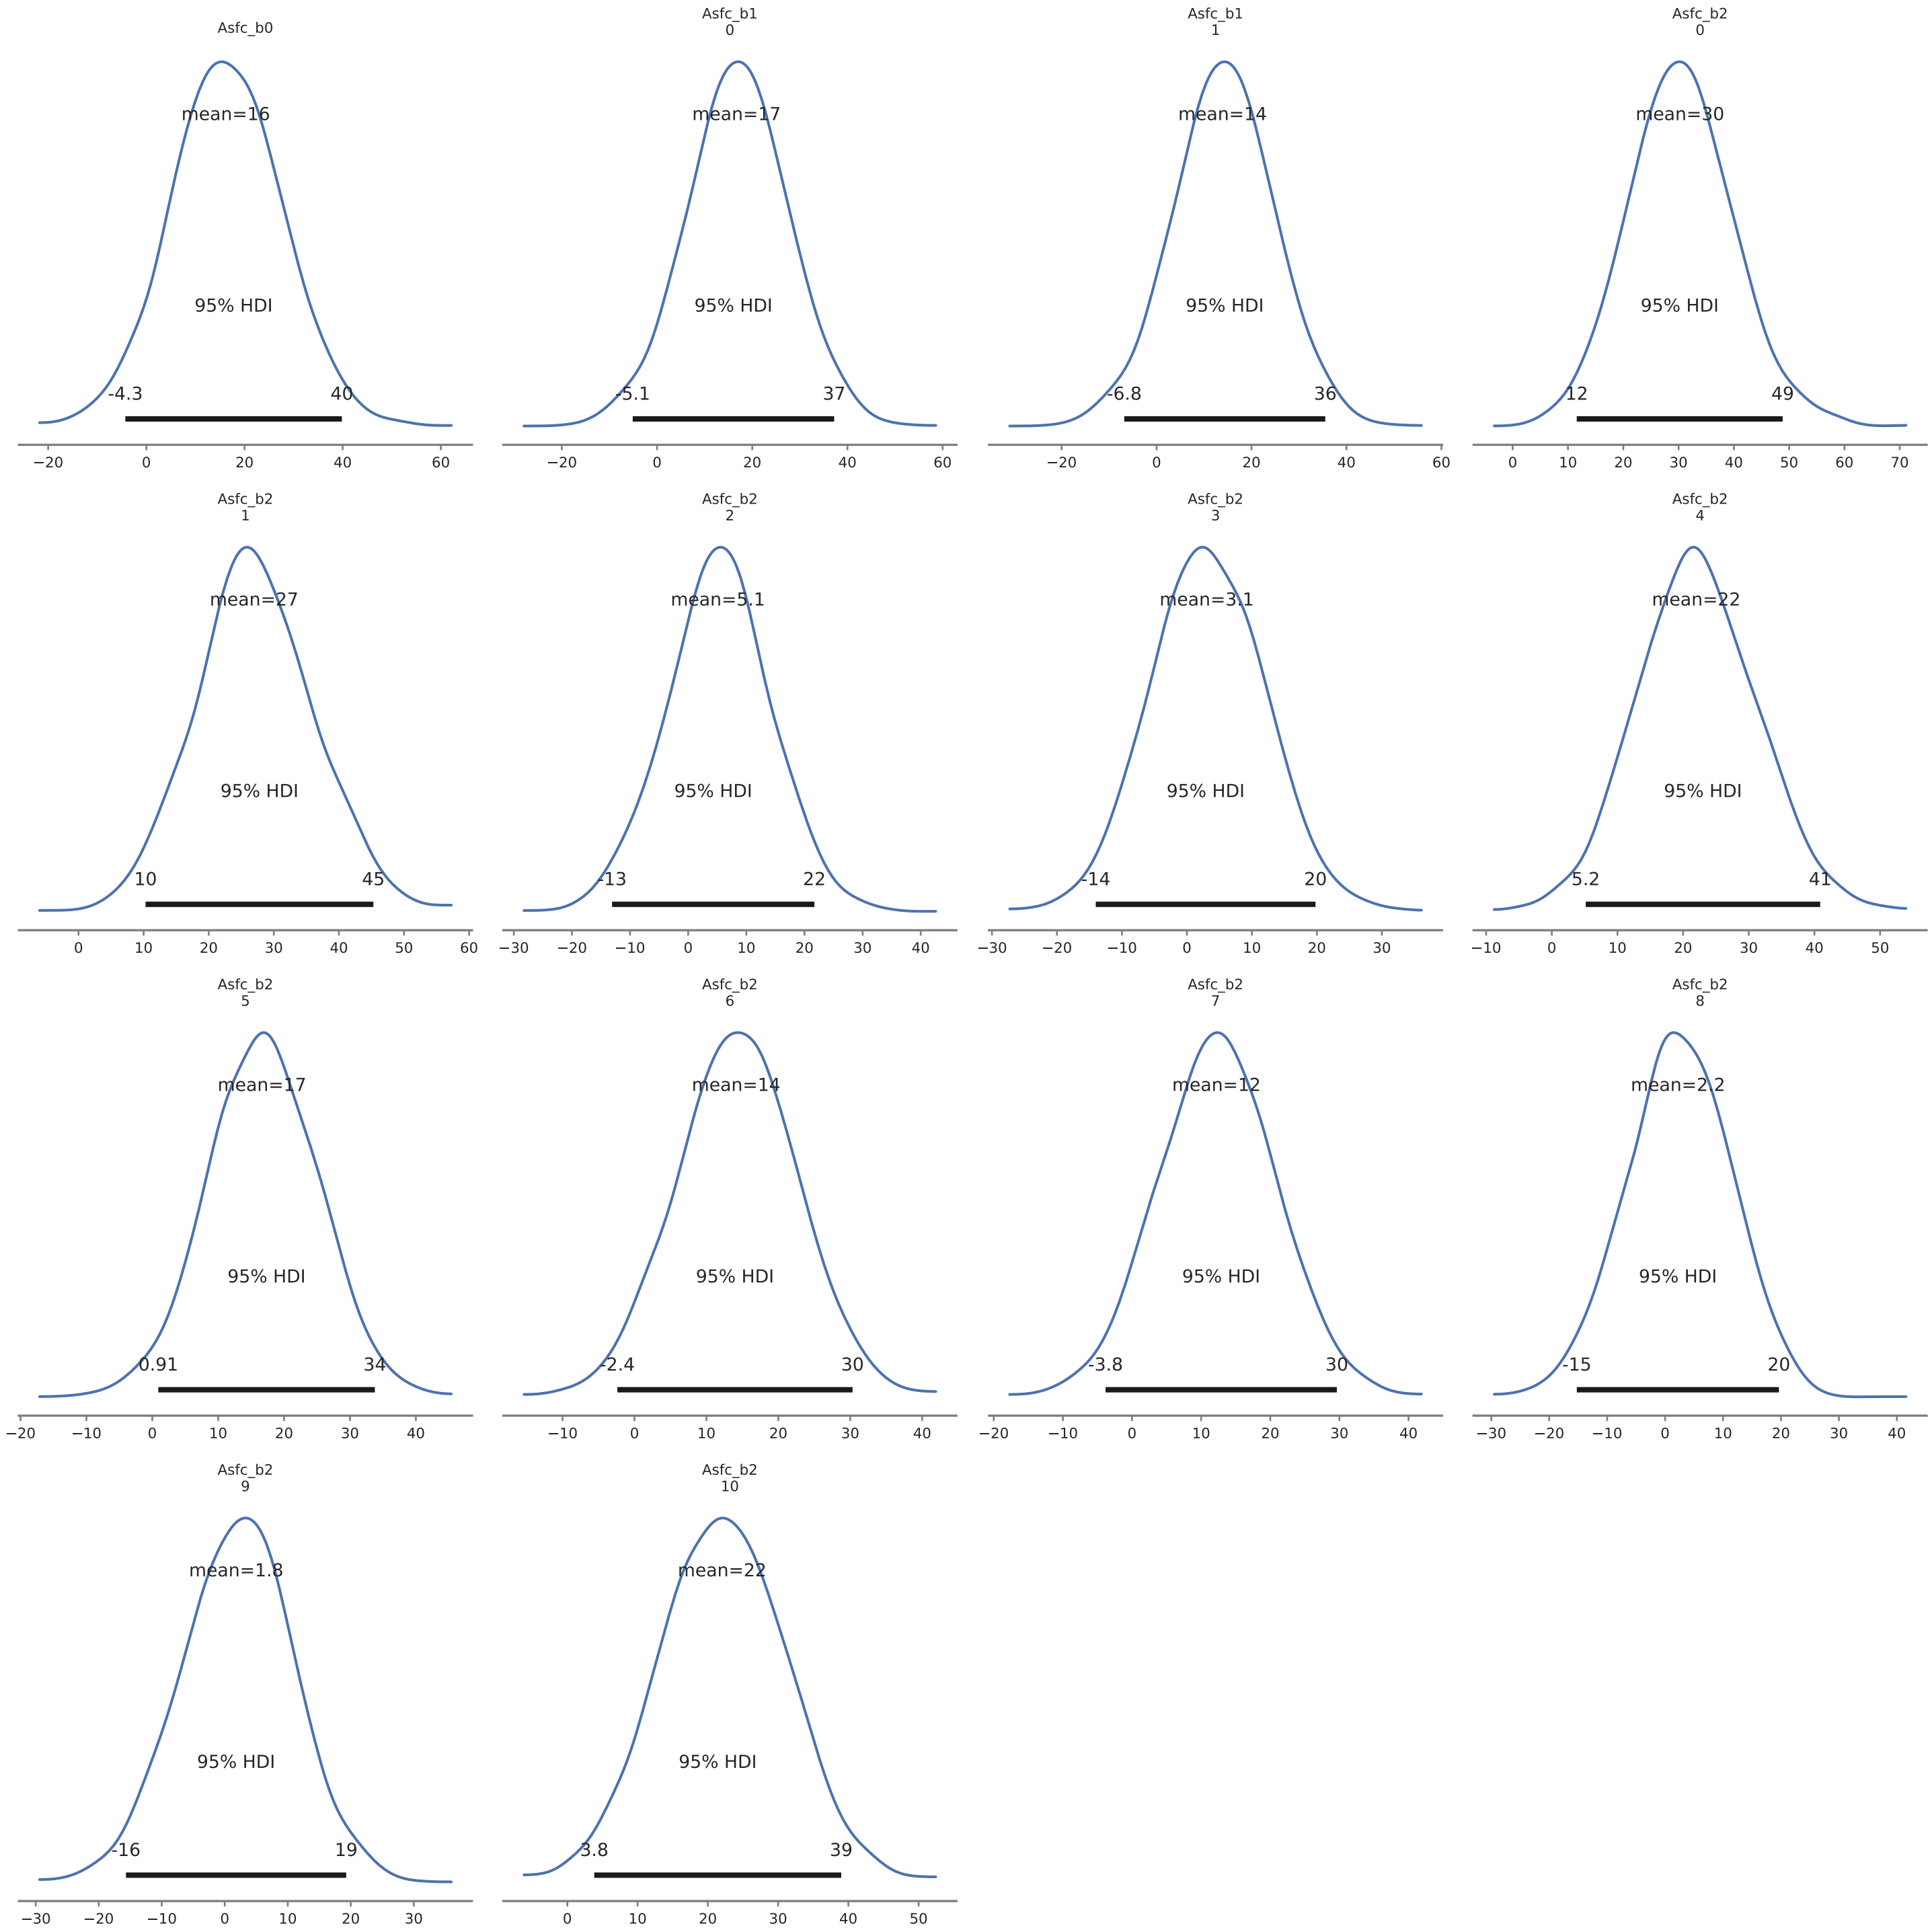 Asfc_b0
Asfc_b1
0
Asfc_b1
1
Asfc_b2
0
mean=16
mean=17
mean=14
mean=30
95% HDI
95% HDI
95% HDI
95% HDI
-4.3 40
-5.1 37
-6.8 36
12 49
−20 0 20 40 60
−20 0 20 40 60
−20 0 20 40 60
0 10 20 30 40 50 60 70
Asfc_b2
1
Asfc_b2
2
Asfc_b2
3
Asfc_b2
4
mean=27
mean=5.1
mean=3.1
mean=22
95% HDI
95% HDI
95% HDI
95% HDI
10 45
-13 22
-14 20
5.2 41
0 10 20 30 40 50 60
−30 −20 −10 0 10 20 30 40
−30 −20 −10 0 10 20 30
−10 0 10 20 30 40 50
Asfc_b2
5
Asfc_b2
6
Asfc_b2
7
Asfc_b2
8
mean=17
mean=14
mean=12
mean=2.2
95% HDI
95% HDI
95% HDI
95% HDI
0.91 34
-2.4 30
-3.8 30
-15 20
−20 −10 0 10 20 30 40
−10 0 10 20 30 40
−20 −10 0 10 20 30 40
−30 −20 −10 0 10 20 30 40
Asfc_b2
9
Asfc_b2
10
mean=1.8
mean=22
95% HDI
95% HDI
-16 19
3.8 39
−30 −20 −10 0 10 20 30
0 10 20 30 40 50